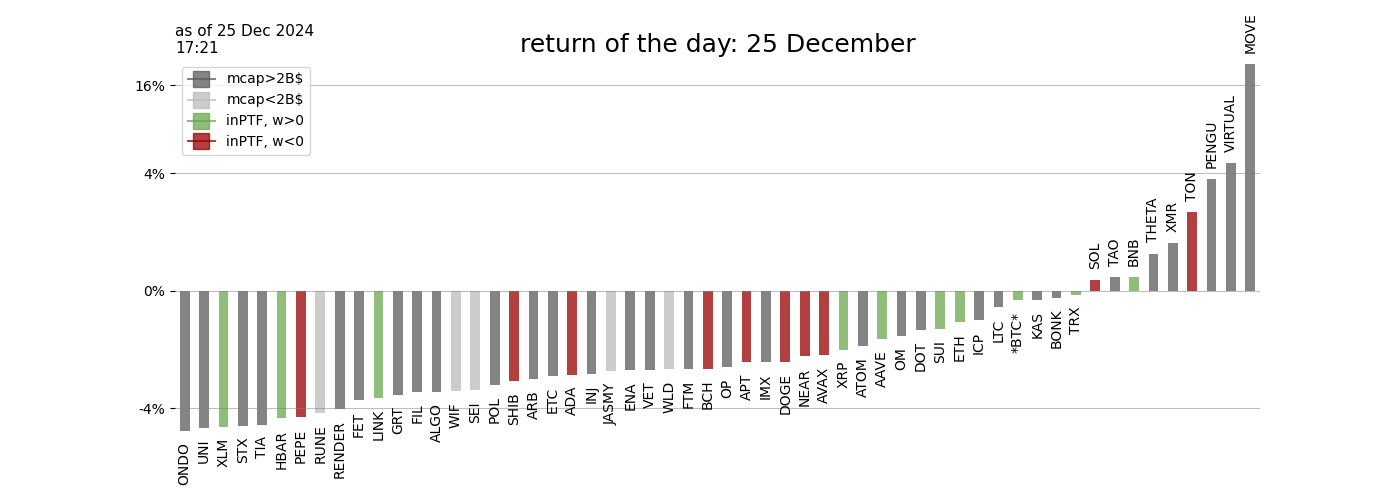 as of 25 Dec 2024
17:21
return of the day: 25 December
mcap>2B$
mcap<2B$
inPTF, w>0
inPTF, w<0
16%
4%
0%
-4%
ONDO
UNI
XLM
STX
TIA
HBAR
PEPE
RUNE
RENDER
FET
LINK
GRT
FIL
ALGO
WIF
SEI
POL
SHIB
ARB
ETC
ADA
INJ
JASMY
ENA
VET
WLD
FTM
BCH
OP
APT
IMX
DOGE
NEAR
AVAX
XRP
ATOM
AAVE
OM
DOT
SUI
ETH
ICP
LTC
*BTC*
KAS
BONK
TRX
SOL
TAO
BNB
THETA
XMR
TON
PENGU
VIRTUAL
MOVE